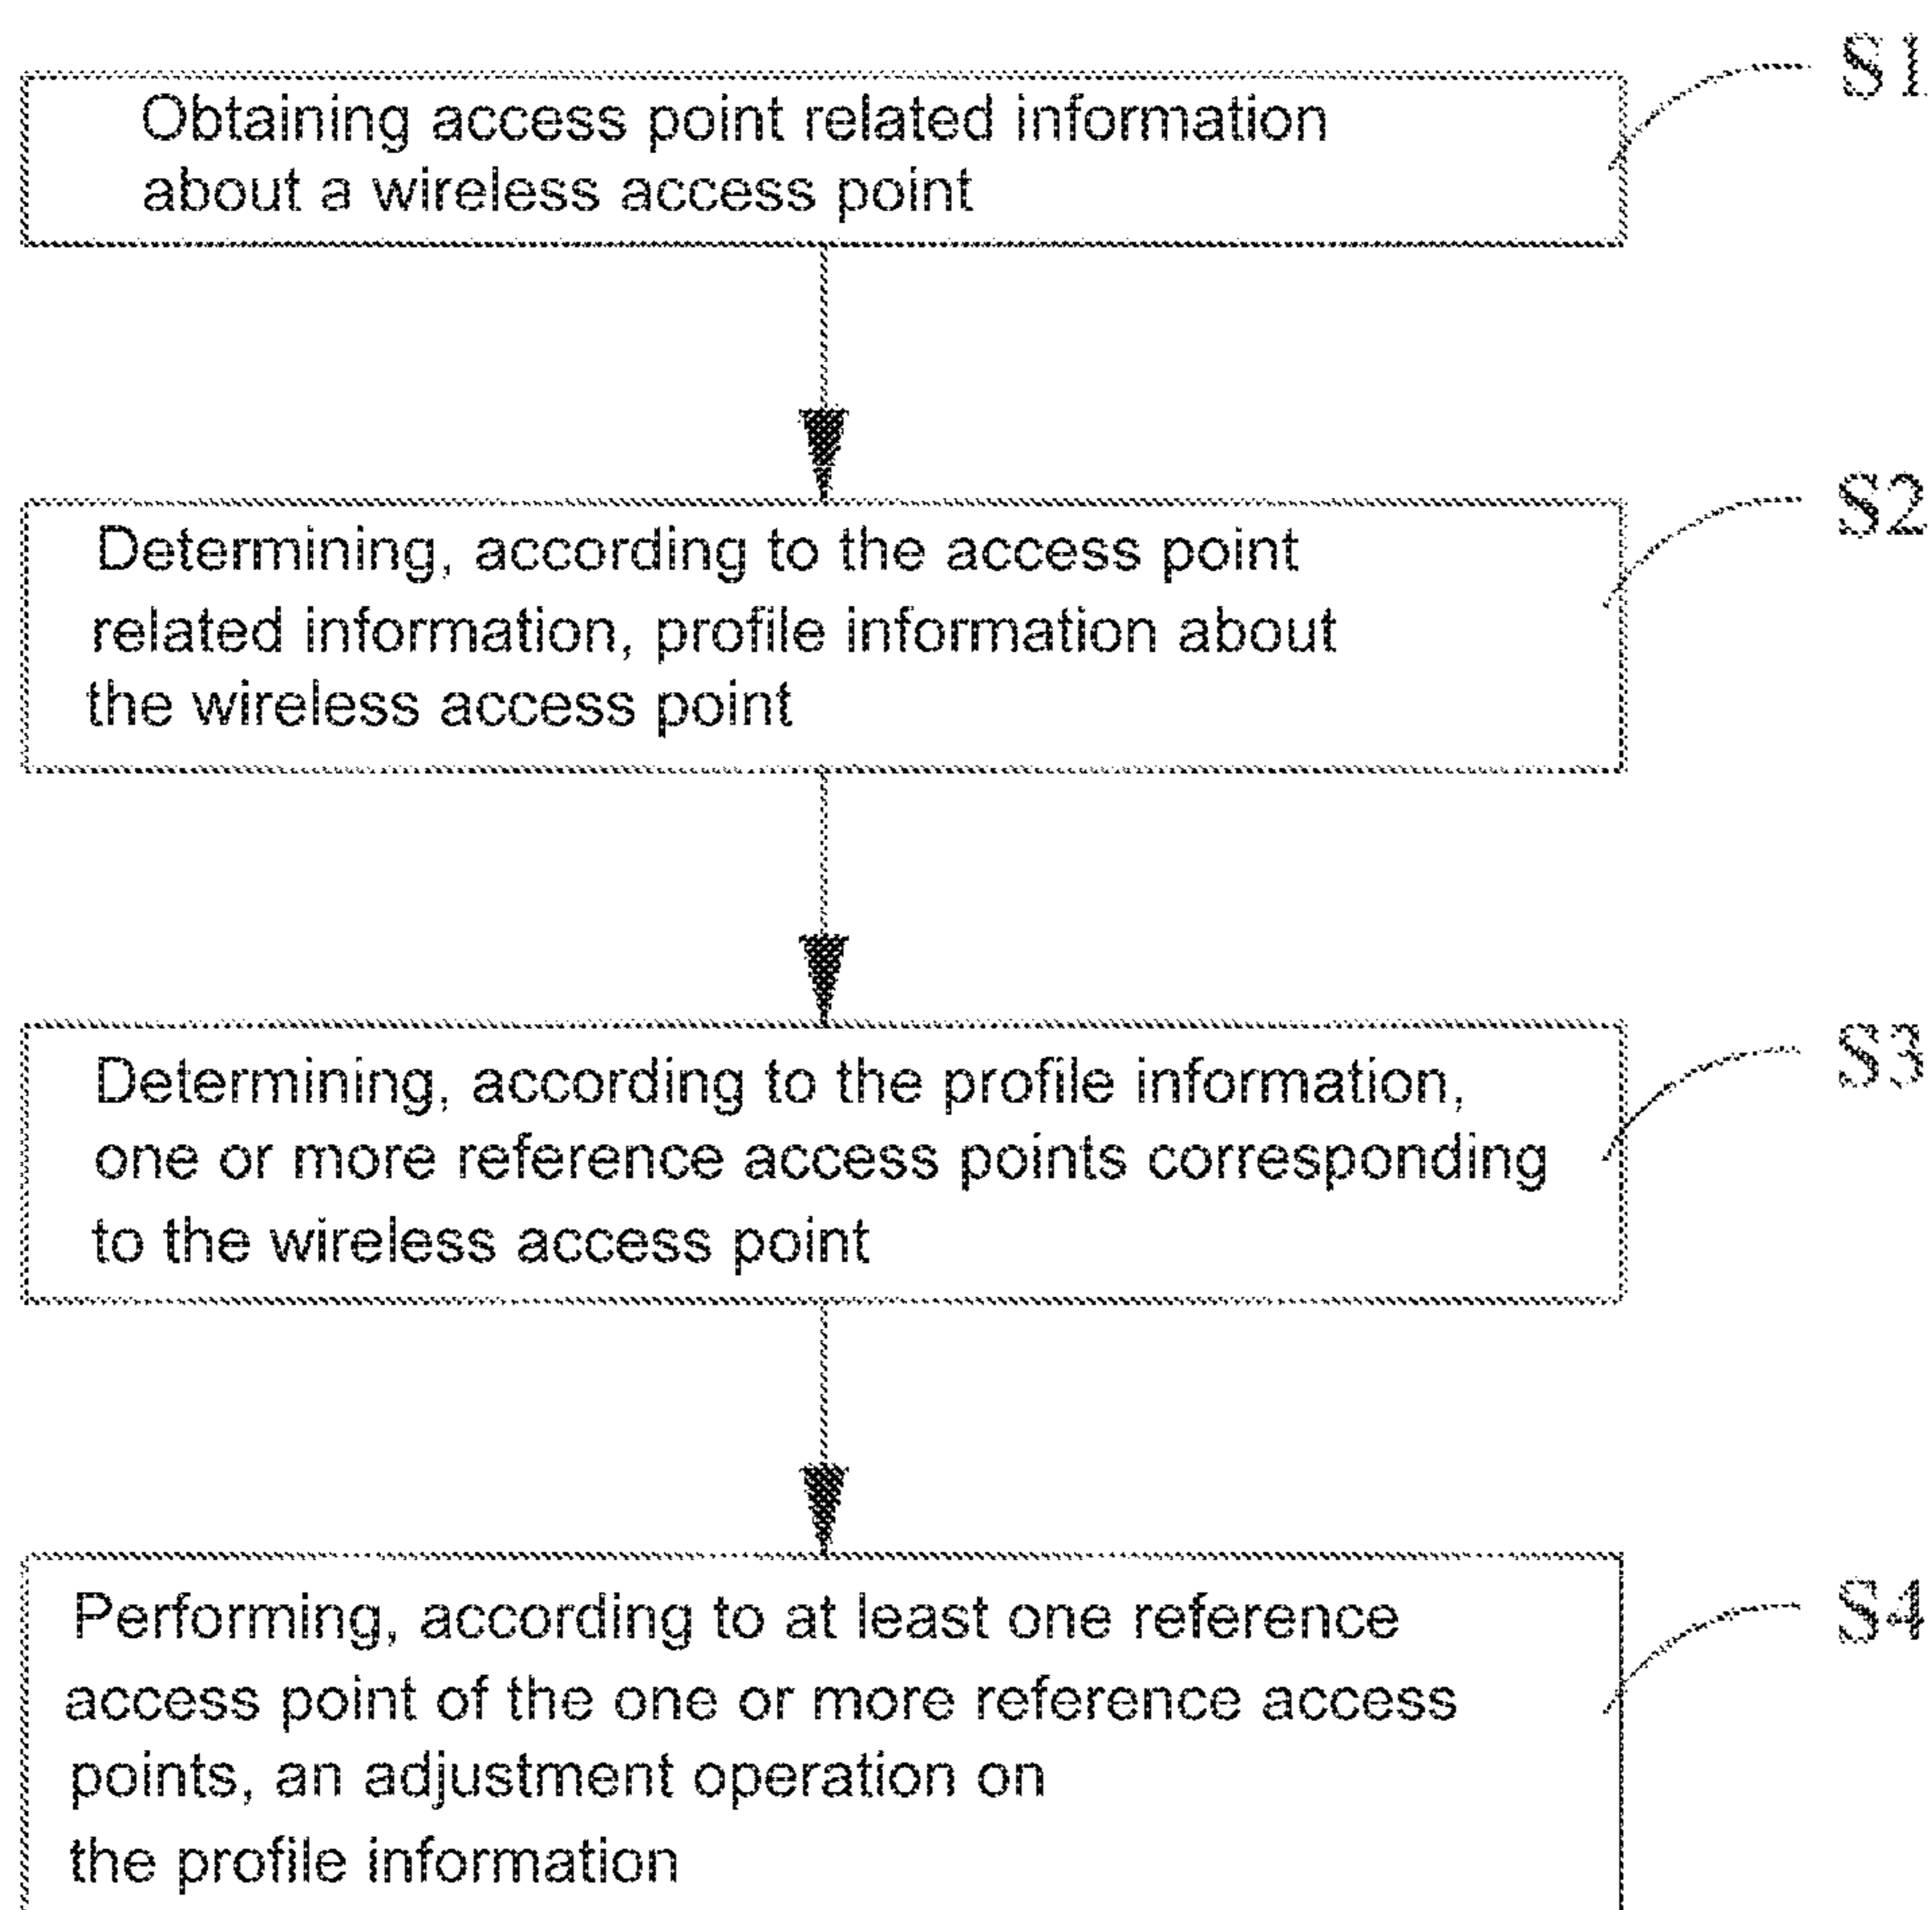 S1
Obtaining access point related information
about a wireless access point
S2
Determining, according to the access point
related information, profile information about
the wireless access point
S3
Determining, according to the profile information,
one or more reference access points corresponding
to the wireless access point
S4
Performing, according to at least one reference
access point of the one or more reference access
points, an adjustment operation on
the profile information